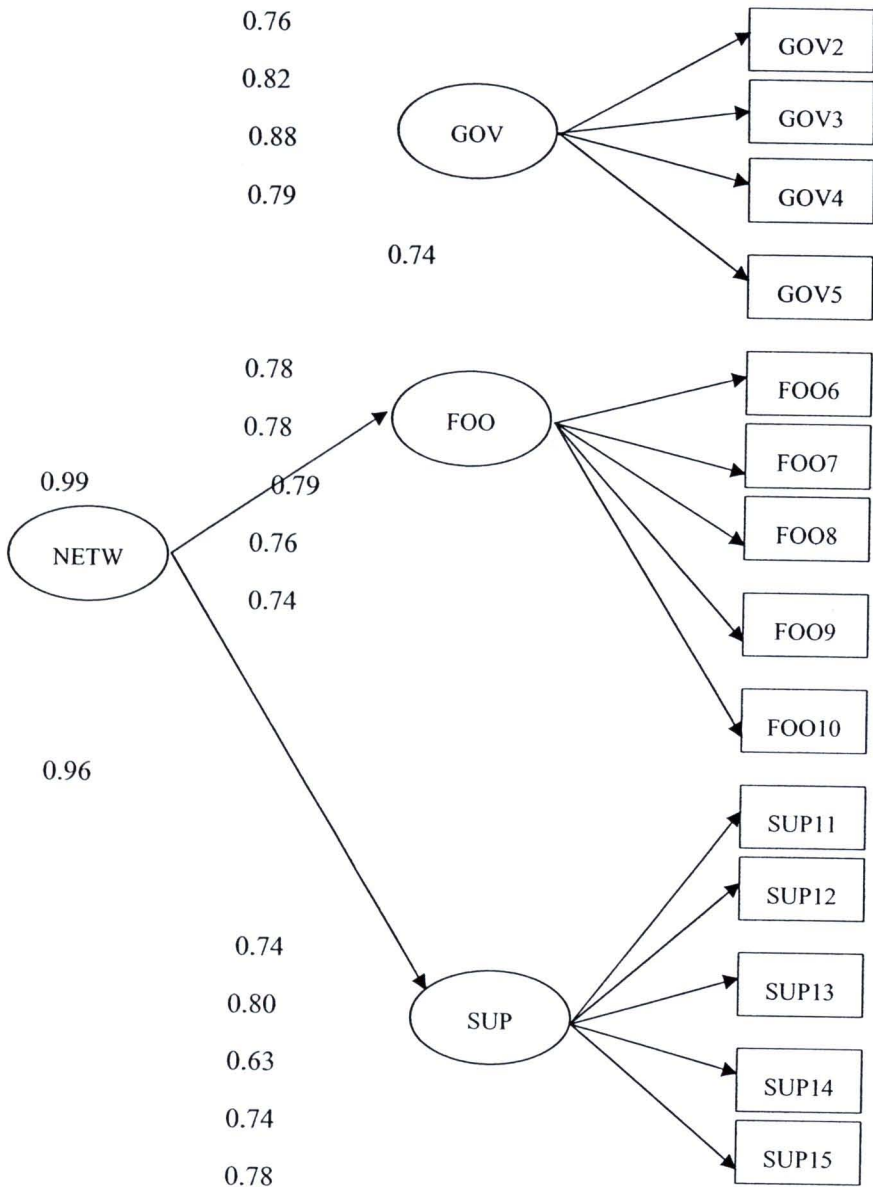 0.76
GOV2
0.82
GOV3
0.88
GOV
GOV4
0.79
0.74
GOV5
0.78
FOO6
0.78
FOO
FOO7
0.99
0.79
FOO8
NETW
0.76
0.74
FOO9
FOO10
0.96
SUP11
SUP12
0.74
SUP13
0.80
SUP
0.63
SUP14
0.74
SUP15
0.78